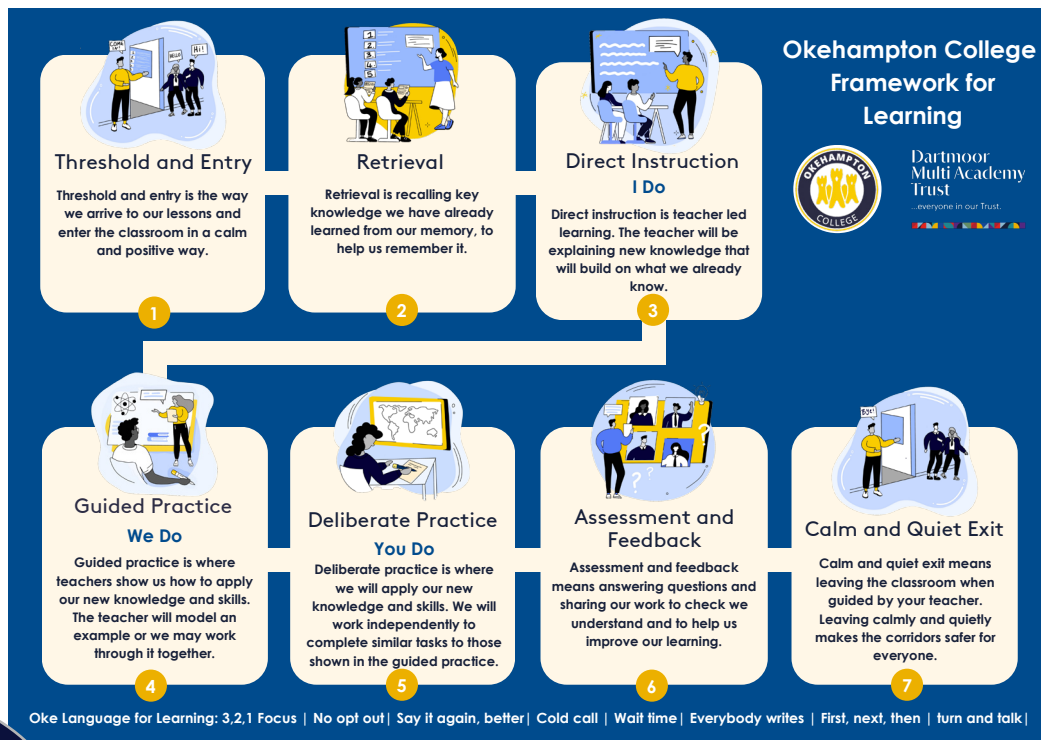 Okehampton College
Framework for
Learning
OKEHAMPTON
COLLEGE
Dartmoor
Multi Academy
Trust
...everyone in our Trust.
COME
IN!
HELLO
Hi!
Threshold and Entry
Threshold and entry is the way
we arrive to our lessons and
enter the classroom in a calm
and positive way.
1
1
2
3
4
5
Retrieval
Retrieval is recalling key
knowledge we have already
learned from our memory, to
help us remember it.
2
Direct Instruction
I Do
Direct instruction is teacher led
learning. The teacher will be
explaining new knowledge that
will build on what we already
know.
3
Guided Practice
We Do
Guided practice is where
teachers show us how to apply
our new knowledge and skills.
The teacher will model an
example or we may work
through it together.
4
Deliberate Practice
You Do
Deliberate practice is where
we will apply our new
knowledge and skills. We will
work independently to
complete similar tasks to those
shown in the guided practice.
5
? ? ?
Assessment and
Feedback
Assessment and feedback
means answering questions and
sharing our work to check we
understand and to help us
improve our learning.
6
BYE!
Calm and Quiet Exit
Calm and quiet exit means
leaving the classroom when
guided by your teacher.
Leaving calmly and quietly
makes the corridors safer for
everyone.
7
Oke Language for Learning: 3,2,1 Focus | No opt out| Say it again, better| Cold call | Wait time| Everybody writes | First, next, then | turn and talk|